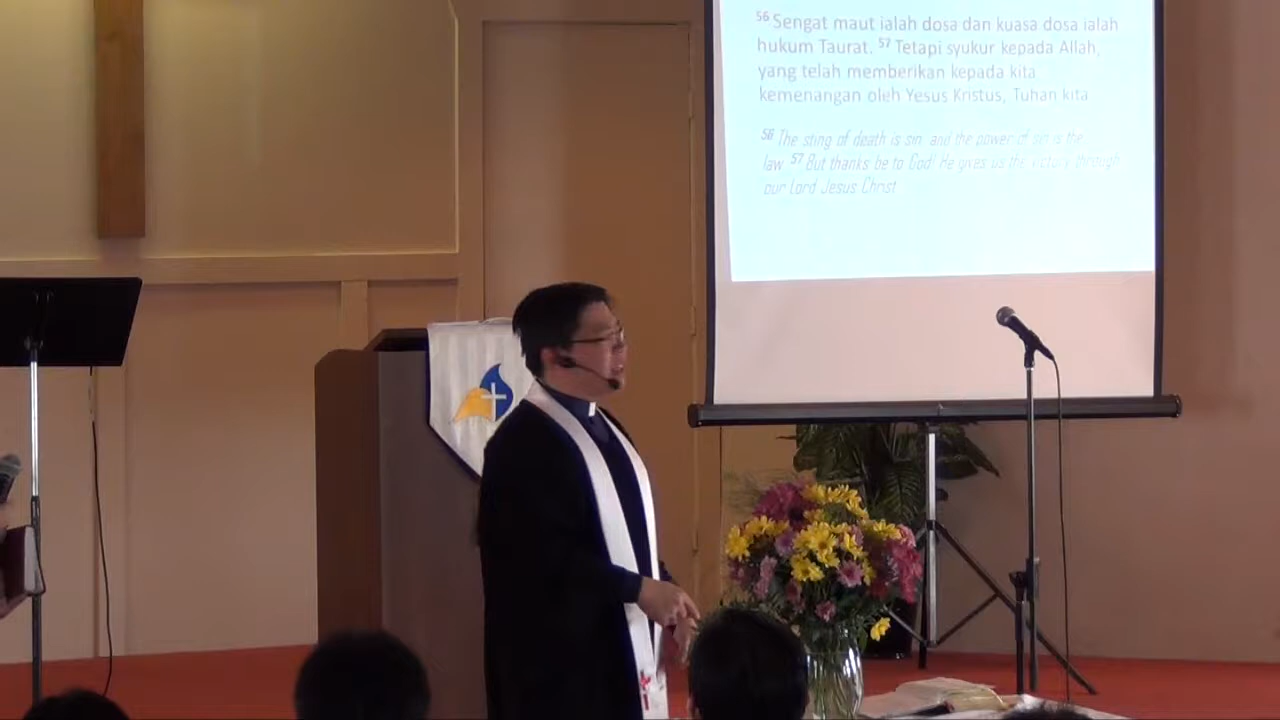 56 Sengat maut ialah dosa dan kuasa dosa ialah
hukum Taurat. 57 Tetapi syukur kepada Allah,
yang telah memberikan kepada kita
kemenangan oleh Yesus Kristus, Tuhan kita
56 The sting of death is sin, and the power of sin is the
law. 57 But thanks be to God! He gives us the victory through
our Lord Jesus Christ